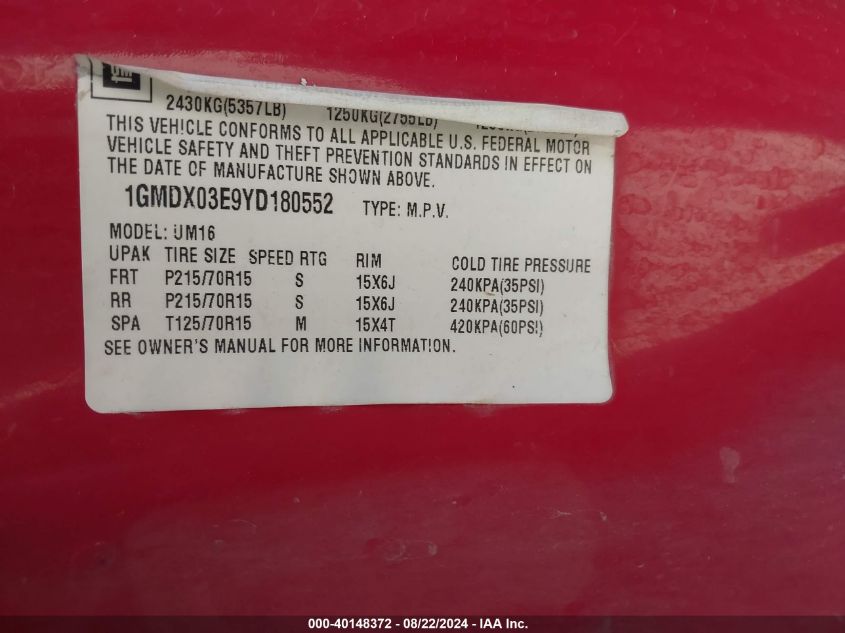 GM
2430KG(5357LB) 1250KG(2755LB)
THIS VEHICLE CONFORMS TO ALL APPLICABLE U.S. FEDERAL MOTOR
VEHICLE SAFETY AND THEFT PREVENTION STANDARDS IN EFFECT ON
THE DATE OF MANUFACTURE SHOWN ABOVE.
1GMDX03E9YD180552 TYPE: M.P.V.
MODEL: UM16
UPAK TIRE SIZE SPEED RTG RIM COLD TIRE PRESSURE
FRT P215/70R15 S 15X6J 240KPA(35PSI)
RR P215/70R15 S 15X6J 240KPA(35PSI)
SPA T125/70R15 M 15X4T 420KPA(60PSI)
SEE OWNER'S MANUAL FOR MORE INFORMATION.
000-40148372 - 08/22/2024 - IAA Inc.